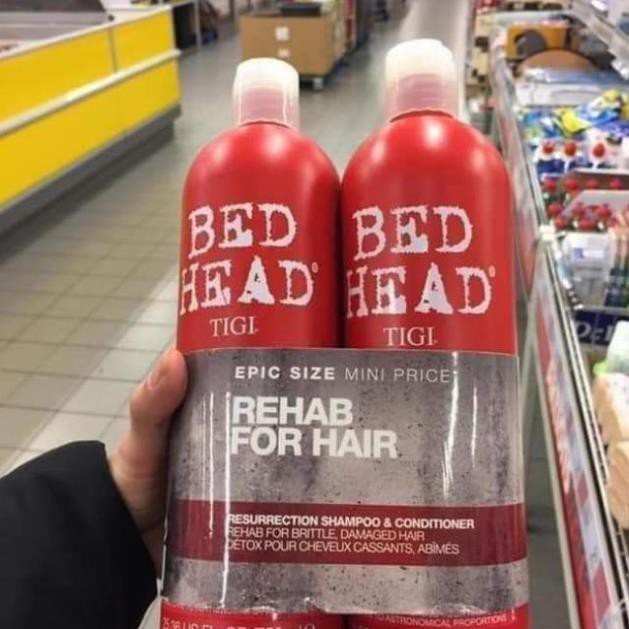 BED
HEAD
TIGI
BED
HEAD
TIGI
EPIC SIZE MINI PRICE
REHAB
FOR HAIR
RESURRECTION SHAMPOO & CONDITIONER
REHAB FOR BRITTLE, DAMAGED HAIR
DETOX POUR CHEVEUX CASSANTS, ABÎMÉS
ASTRONOMICAL PROPORTIONS